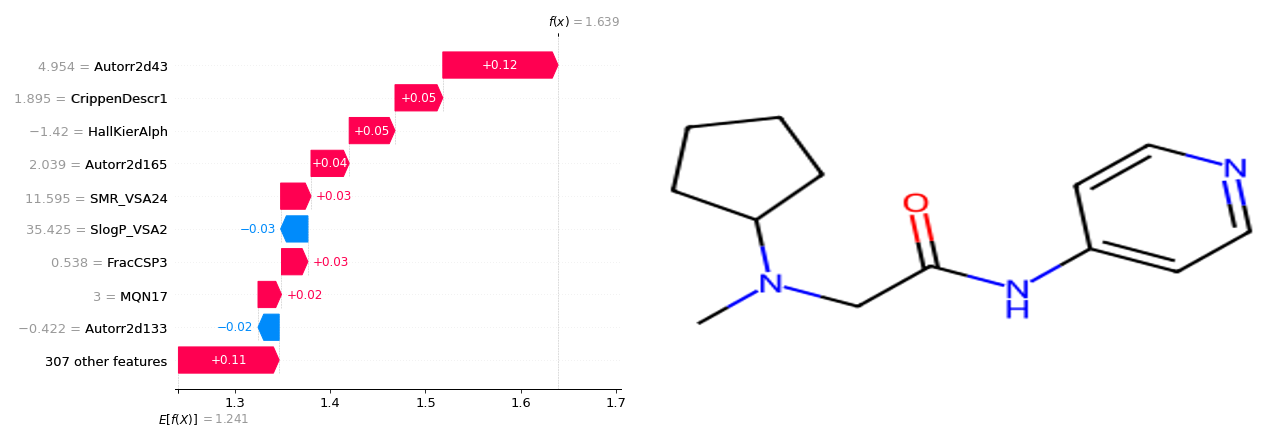 f(x) = 1.639
4.954 = Autorr2d43
+0.12
1.895 = CrippenDescr1
+0.05
−1.42 = HallKierAlph
+0.05
2.039 = Autorr2d165
+0.04
11.595 = SMR_VSA24
+0.03
35.425 = SlogP_VSA2
−0.03
0.538 = FracCSP3
+0.03
3 = MQN17
+0.02
−0.422 = Autorr2d133
−0.02
307 other features
+0.11
1.3 1.4 1.5 1.6 1.7
E[f(X)] = 1.241
N
O
N
N
H